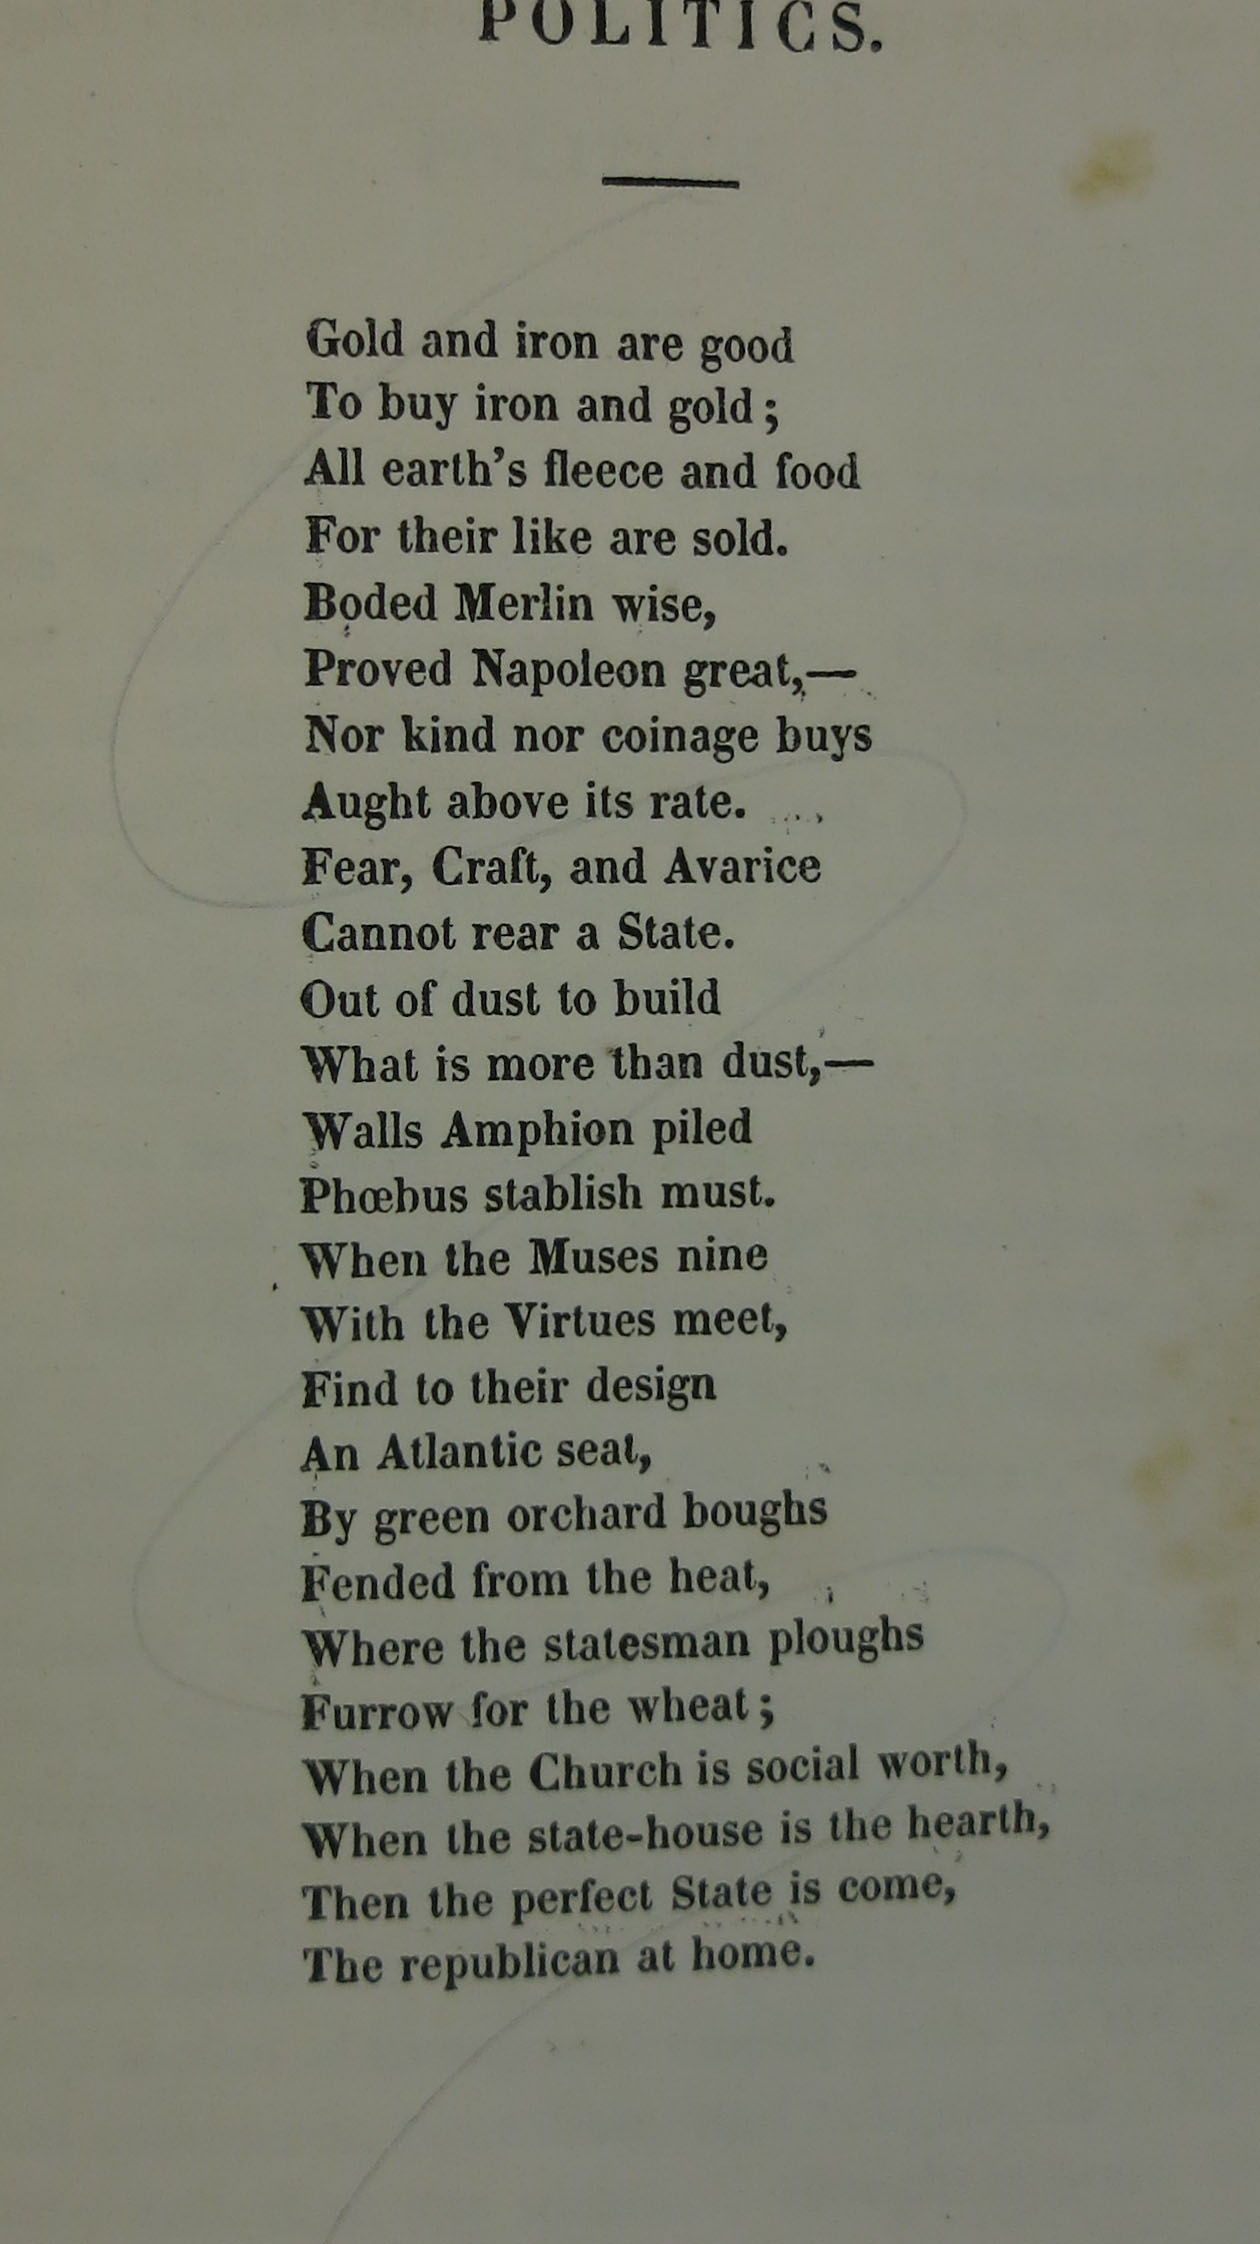 POLITICS.
Gold and iron are good
To buy iron and gold;
All earth's fleece and food
For their like are sold.
Boded Merlin wise,
Proved Napoleon great,—
Nor kind nor coinage buys
Aught above its rate.
Fear, Craft, and Avarice
Cannot rear a State.
Out of dust to build
What is more than dust,—
Walls Amphion piled
Phœbus stablish must.
When the Muses nine
With the Virtues meet,
Find to their design
An Atlantic seat,
By green orchard boughs
Fended from the heat,
Where the statesman ploughs
Furrow for the wheat;
When the Church is social worth,
When the state-house is the hearth,
Then the perfect State is come,
The republican at home.